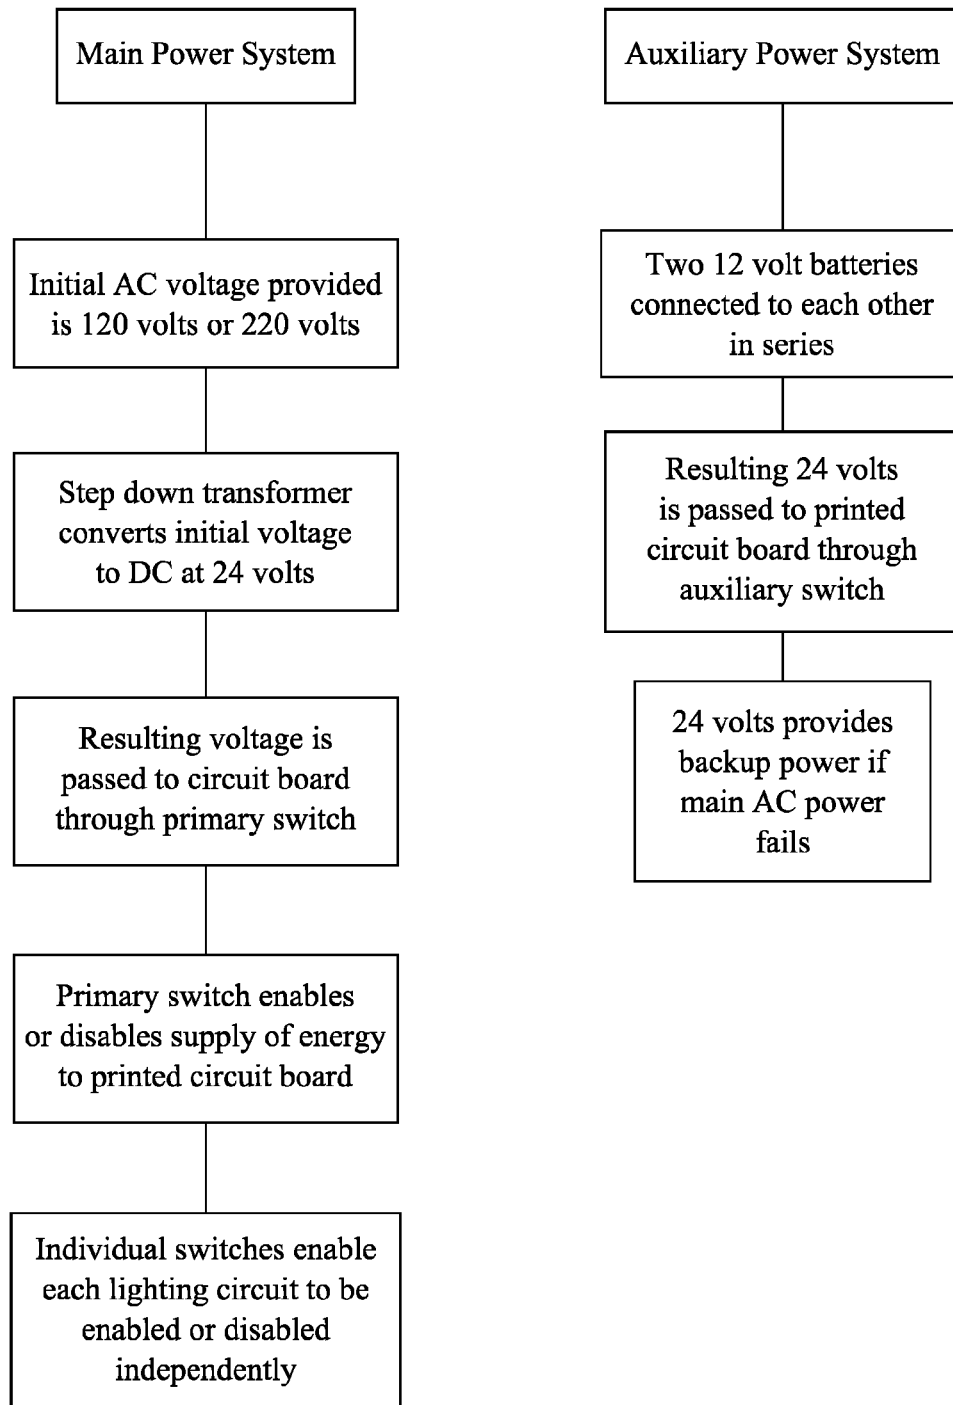 Main Power System
Initial AC voltage provided
is 120 volts or 220 volts
Step down transformer
converts initial voltage
to DC at 24 volts
Resulting voltage is
passed to circuit board
through primary switch
Primary switch enables
or disables supply of energy
to printed circuit board
Individual switches enable
each lighting circuit to be
enabled or disabled
independently
Auxiliary Power System
Two 12 volt batteries
connected to each other
in series
Resulting 24 volts
is passed to printed
circuit board through
auxiliary switch
24 volts provides
backup power if
main AC power
fails